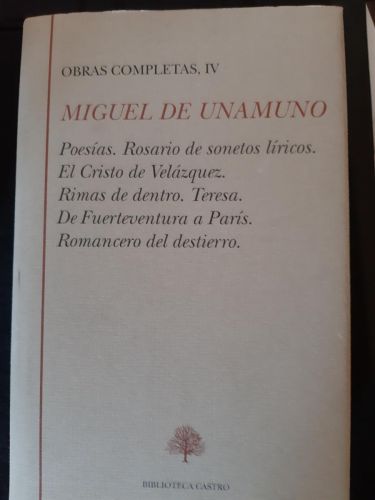 OBRAS COMPLETAS, IV
MIGUEL DE UNAMUNO
Poesías. Rosario de sonetos líricos.
El Cristo de Velázquez.
Rimas de dentro. Teresa.
De Fuerteventura a París.
Romancero del destierro.
BIBLIOTECA CASTRO